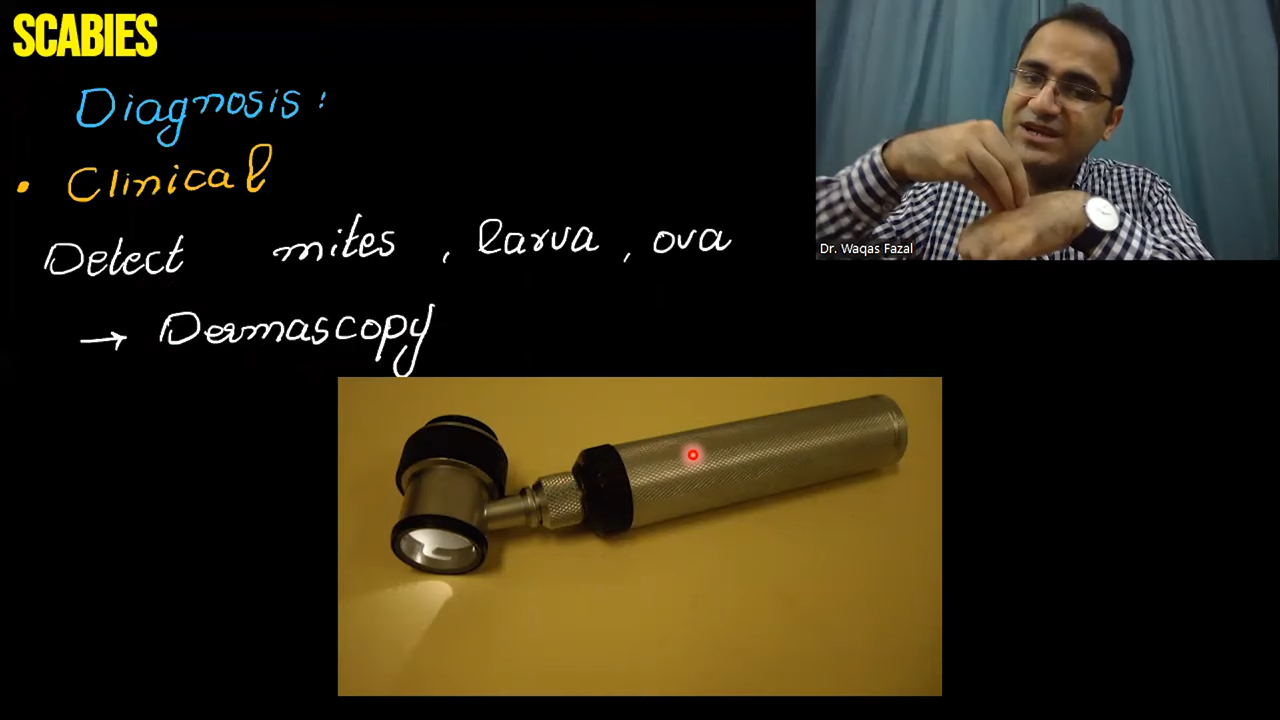 SCABIES
Diagnosis:
• Clinical
Detect mites, larva, ova
→ Dermascopy
Dr. Waqas Fazal